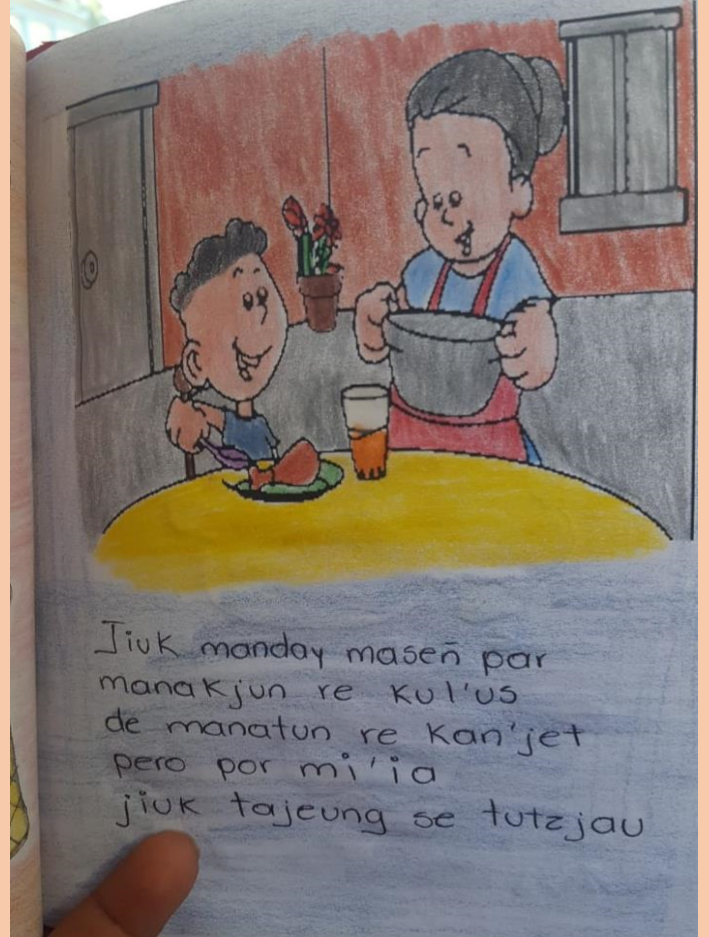 Jiuk manday maseñ par
manakjun re kul'us
de manatun re kan'jet
pero por mi'ia
jiuk tajeung se tutzjau